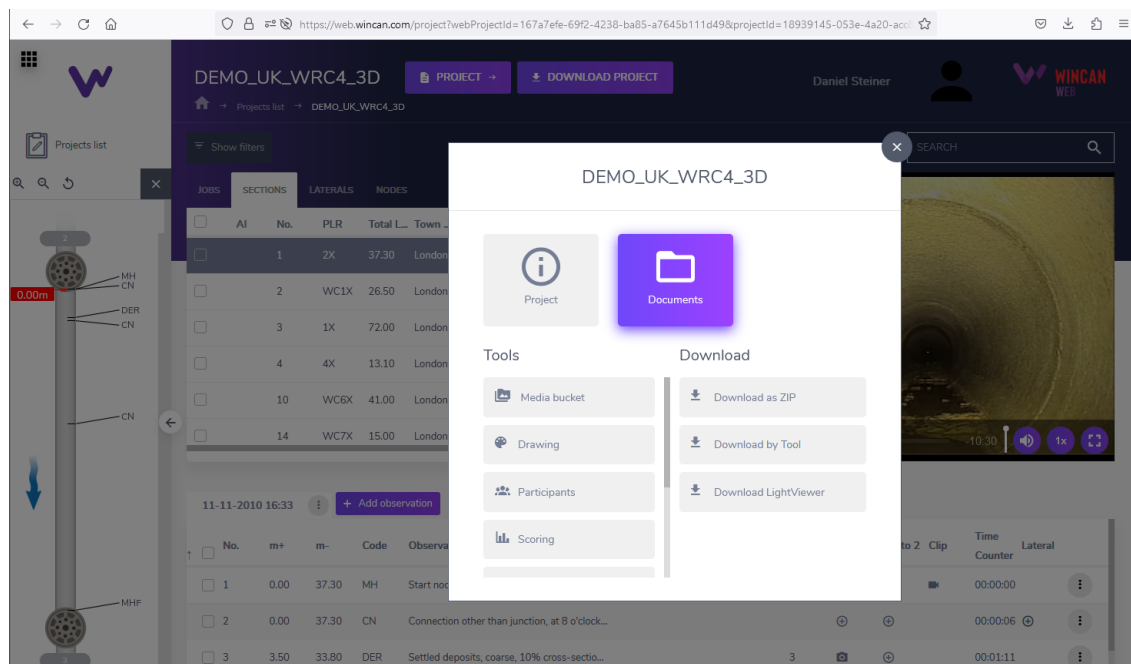 https://web.wincan.com/project?webProjectId=167a7efe-69f2-4238-ba85-a7645b111d49&projectId=18939145-053e-4a20-acc
DEMO_UK_WRC4_3D
PROJECT →
DOWNLOAD PROJECT
Daniel Steiner
WINCAN
WEB
→ Projects list → DEMO_UK_WRC4_3D
Projects list
Show filters
SEARCH
JOBS SECTIONS LATERALS NODES
AI No. PLR Total L... Town
1 2X 37.30 London
2 WC1X 26.50 London
3 1X 72.00 London
4 4X 13.10 London
10 WC6X 41.00 London
14 WC7X 15.00 London
2
MH
CN
0.00m
DER
CN
CN
MHF
3
DEMO_UK_WRC4_3D
Project
Documents
Tools
Download
Media bucket
Download as ZIP
Drawing
Download by Tool
Participants
Download LightViewer
Scoring
-10:30
1x
11-11-2010 16:33
+ Add observation
No. m+ m- Code Observa to 2 Clip Time Counter Lateral
1 0.00 37.30 MH Start noc 00:00:00
2 0.00 37.30 CN Connection other than junction, at 8 o'clock... 00:00:06
3 3.50 33.80 DER Settled deposits, coarse, 10% cross-sectio... 3 00:01:11